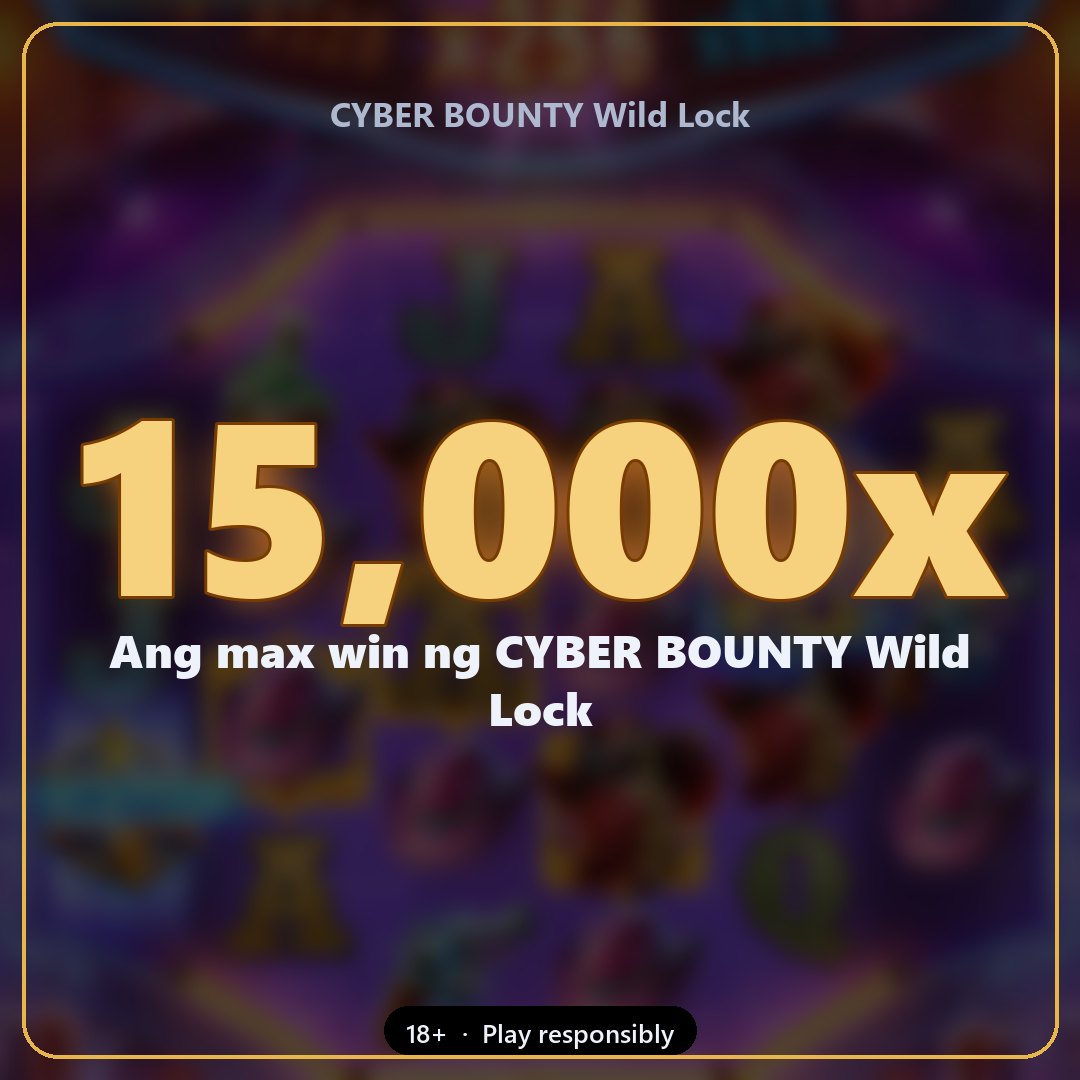 CYBER BOUNTY Wild Lock
15,000x
Ang max win ng CYBER BOUNTY Wild
Lock
18+ · Play responsibly